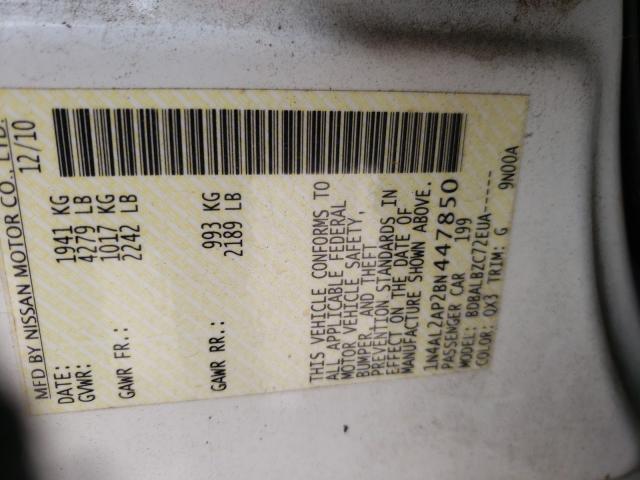 MFD BY NISSAN MOTOR CO., LTD.
DATE: 12/10
GVWR: 1941 KG
4279 LB
GAWR FR.: 1017 KG
2242 LB
GAWR RR.: 993 KG
2189 LB
THIS VEHICLE CONFORMS TO
ALL APPLICABLE FEDERAL
MOTOR VEHICLE SAFETY,
BUMPER, AND THEFT
PREVENTION STANDARDS IN
EFFECT ON THE DATE OF
MANUFACTURE SHOWN ABOVE.
1N4AL2AP2BN447850
PASSENGER CAR 199
MODEL: BDBALBZC72EUA-----
COLOR: QX3 TRIM: G 9N00A